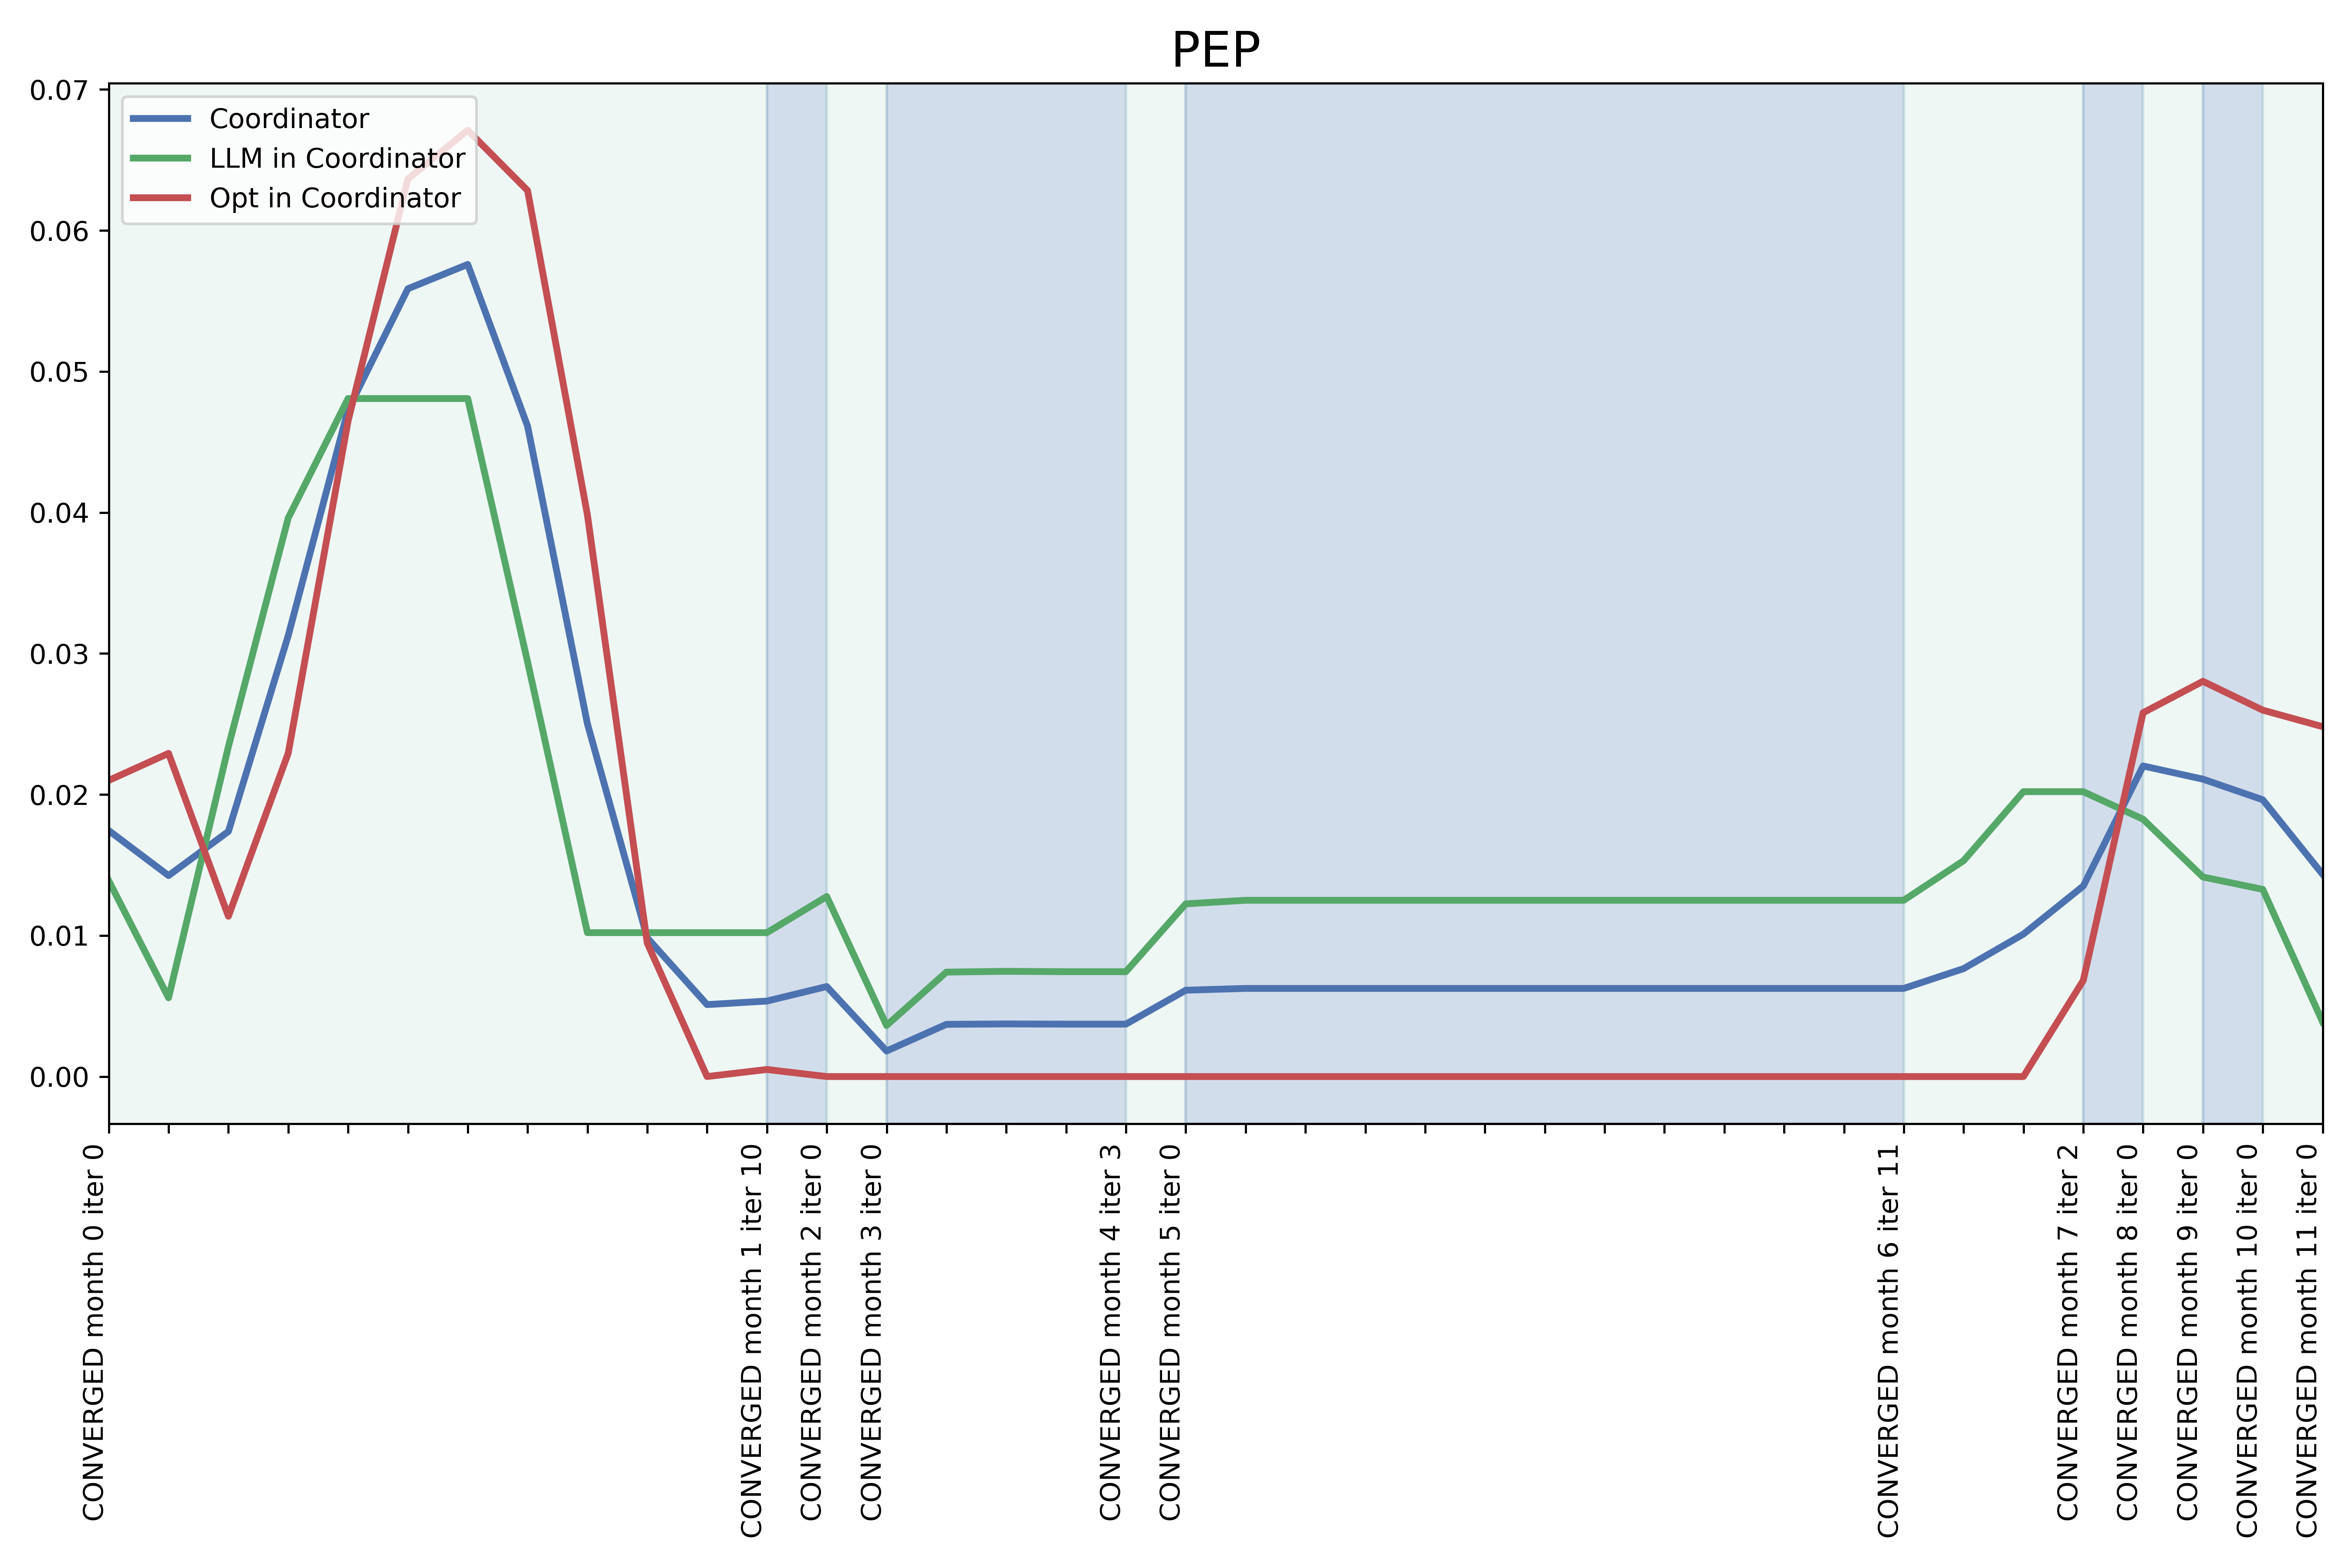 PEP
Coordinator
LLM in Coordinator
Opt in Coordinator
0.07
0.06
0.05
0.04
0.03
0.02
0.01
0.00
CONVERGED month 0 iter 0
CONVERGED month 1 iter 10
CONVERGED month 2 iter 0
CONVERGED month 3 iter 0
CONVERGED month 4 iter 3
CONVERGED month 5 iter 0
CONVERGED month 6 iter 11
CONVERGED month 7 iter 2
CONVERGED month 8 iter 0
CONVERGED month 9 iter 0
CONVERGED month 10 iter 0
CONVERGED month 11 iter 0